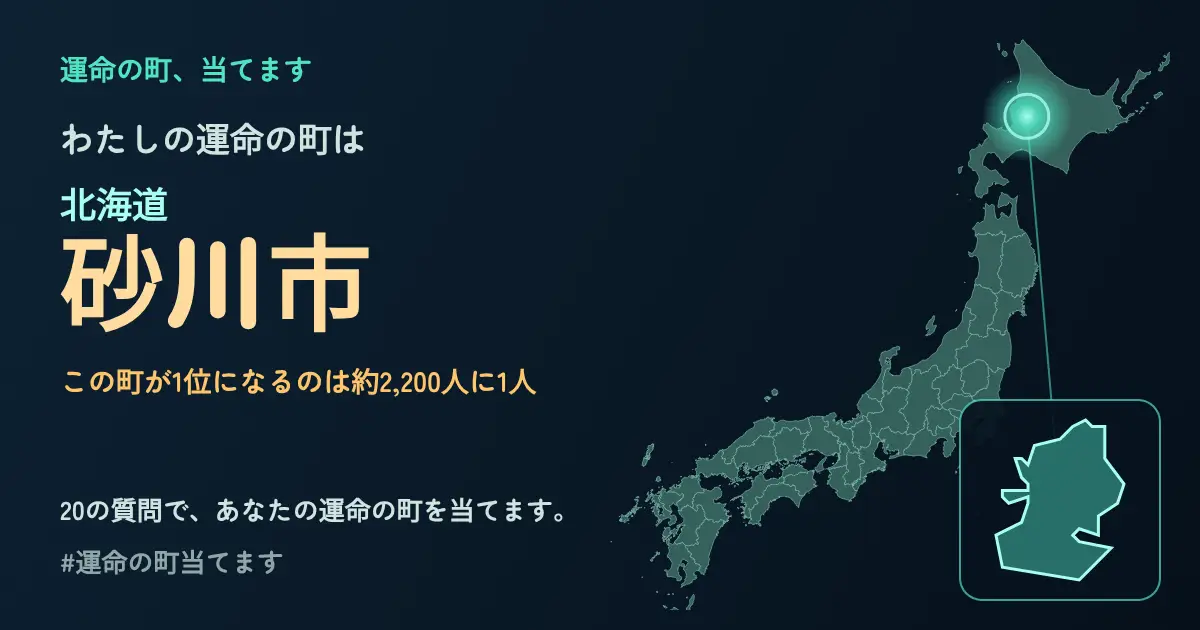 運命の町、当てます
わたしの運命の町は
北海道
砂川市
この町が1位になるのは約2,200人に1人
20の質問で、あなたの運命の町を当てます。
#運命の町当てます